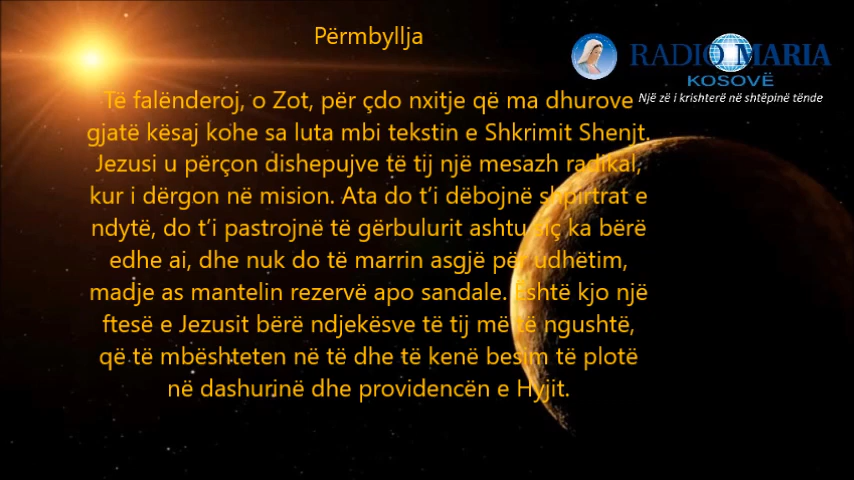 Përmbyllja
RADIO MARIA
KOSOVË
Një zë i krishterë në shtëpinë tënde
Të falënderoj, o Zot, për çdo nxitje që ma dhurove
gjatë kësaj kohe sa luta mbi tekstin e Shkrimit Shenjt.
Jezusi u përçon dishepujve të tij një mesazh radikal,
kur i dërgon në mision. Ata do t’i dëbojnë shpirtrat e
ndytë, do t’i pastrojnë të gërbulurit ashtu siç ka bërë
edhe ai, dhe nuk do të marrin asgjë për udhëtim,
madje as mantelin rezervë apo sandale. Është kjo një
ftesë e Jezusit bërë ndjekësve të tij më të ngushtë,
që të mbështeten në të dhe të kenë besim të plotë
në dashurinë dhe providencën e Hyjit.